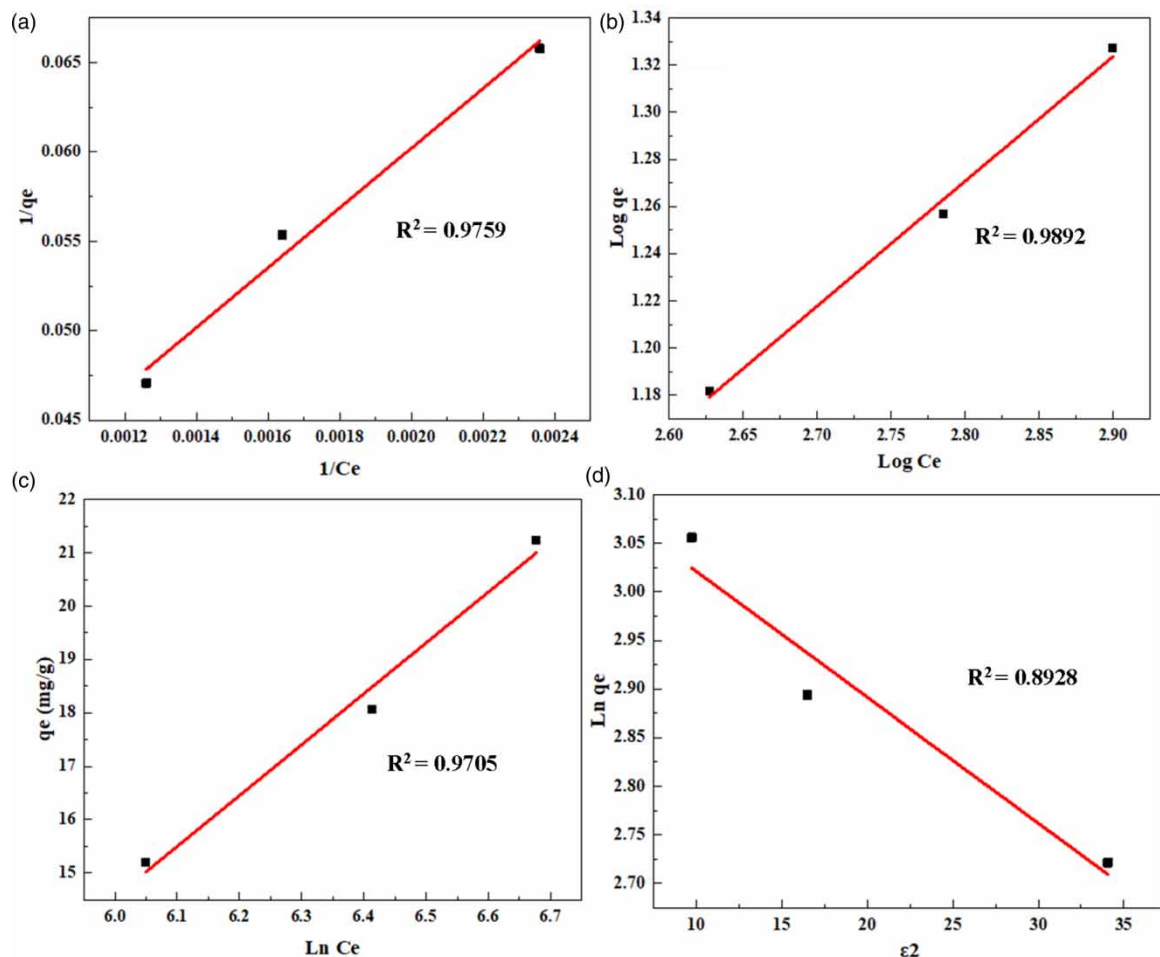 (a)
0.065
0.060
0.055
0.050
0.045
1/qe
R² = 0.9759
0.0012 0.0014 0.0016 0.0018 0.0020 0.0022 0.0024
1/Ce
(b)
1.34
1.32
1.30
1.28
1.26
1.24
1.22
1.20
1.18
Log qe
R² = 0.9892
2.60 2.65 2.70 2.75 2.80 2.85 2.90
Log Ce
(c)
22
21
20
19
18
17
16
15
qe (mg/g)
R² = 0.9705
6.0 6.1 6.2 6.3 6.4 6.5 6.6 6.7
Ln Ce
(d)
3.10
3.05
3.00
2.95
2.90
2.85
2.80
2.75
2.70
Ln qe
R² = 0.8928
10 15 20 25 30 35
ε2